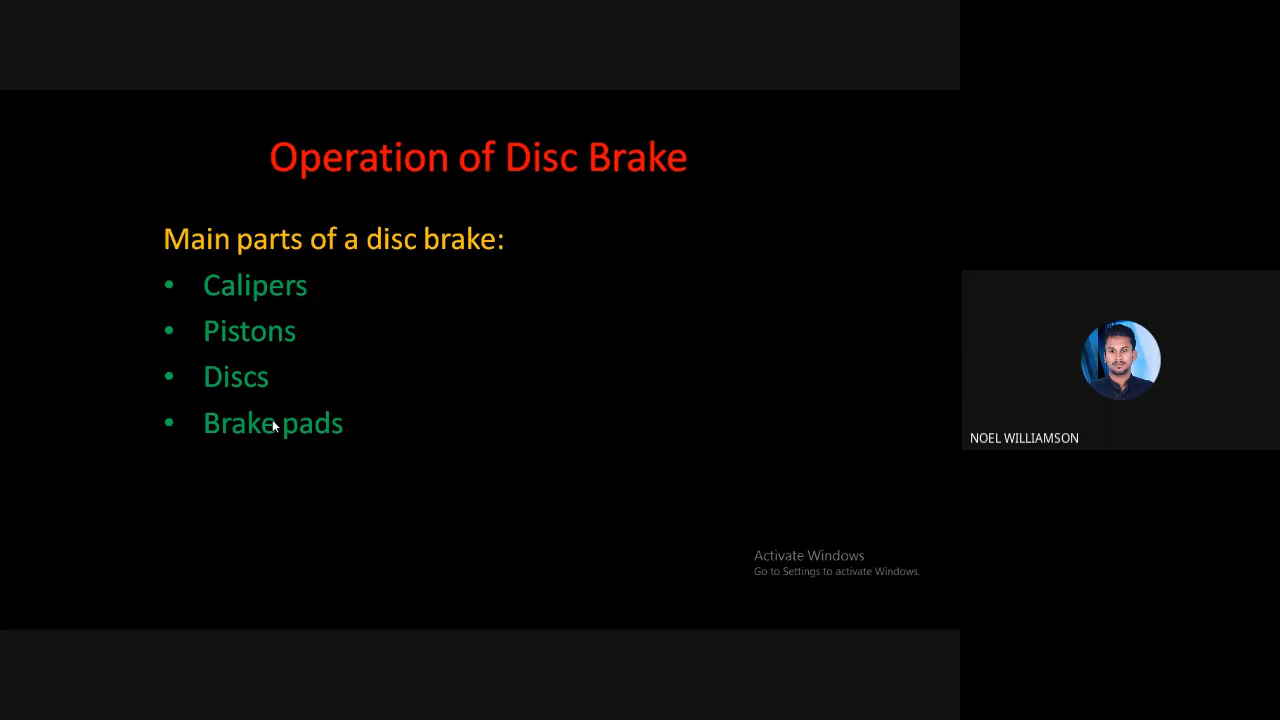 Operation of Disc Brake
Main parts of a disc brake:
• Calipers
• Pistons
• Discs
• Brake pads
NOEL WILLIAMSON
Activate Windows
Go to Settings to activate Windows.